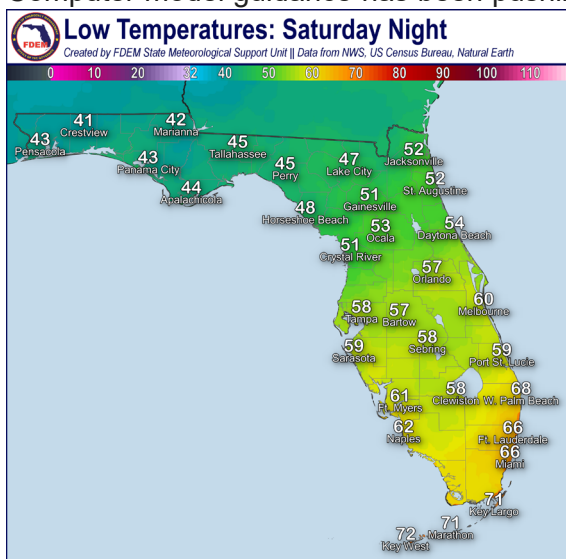 Computer model guidance has been pushi
FDEM
Low Temperatures: Saturday Night
Created by FDEM State Meteorological Support Unit || Data from NWS, US Census Bureau, Natural Earth
0 10 20 32 40 50 60 70 80 90 100 110
41
Crestview
42
Marianna
43
Pensacola
43
Panama City
45
Tallahassee
44
Apalachicola
45
Perry
47
Lake City
52
Jacksonville
52
St. Augustine
51
Gainesville
48
Horseshoe Beach
53
Ocala
54
Daytona Beach
51
Crystal River
57
Orlando
60
Melbourne
58
Tampa
57
Bartow
58
Sebring
59
Sarasota
59
Port St. Lucie
61
Ft. Myers
58
Clewiston
68
W. Palm Beach
62
Naples
66
Ft. Lauderdale
66
Miami
71
Key Largo
71
Marathon
72
Key West